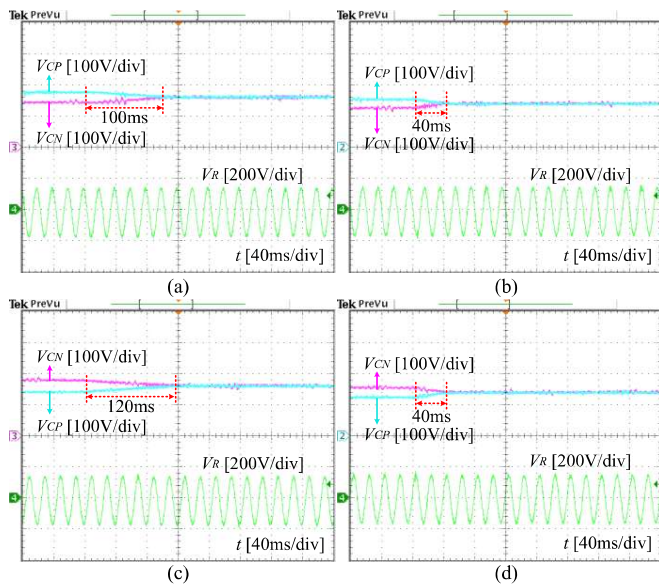 Tek PreVu
VCP [100V/div]
100ms
VCN [100V/div]
3
VR [200V/div]
4
t [40ms/div]
(a)
Tek PreVu
VCP [100V/div]
40ms
VCN [100V/div]
2
VR [200V/div]
4
t [40ms/div]
(b)
Tek PreVu
VCN [100V/div]
120ms
VCP [100V/div]
3
VR [200V/div]
4
t [40ms/div]
(c)
Tek PreVu
VCN [100V/div]
40ms
VCP [100V/div]
2
VR [200V/div]
4
t [40ms/div]
(d)